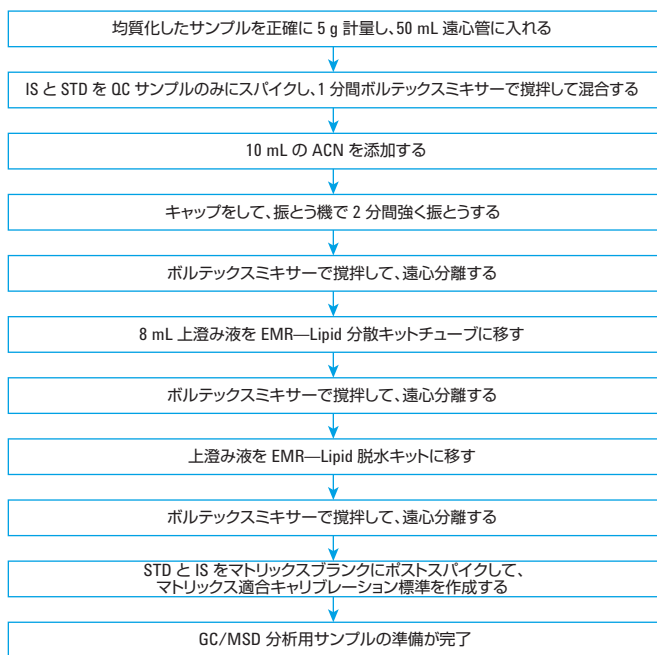 均質化したサンプルを正確に 5 g 計量し、50 mL 遠心管に入れる
IS と STD を QC サンプルのみにスパイクし、1 分間ボルテックスミキサーで撹拌して混合する
10 mL の ACN を添加する
キャップをして、振とう機で 2 分間強く振とうする
ボルテックスミキサーで撹拌して、遠心分離する
8 mL 上澄み液を EMR—Lipid 分散キットチューブに移す
ボルテックスミキサーで撹拌して、遠心分離する
上澄み液を EMR—Lipid 脱水キットに移す
ボルテックスミキサーで撹拌して、遠心分離する
STD と IS をマトリックスブランクにポストスパイクして、
マトリックス適合キャリブレーション標準を作成する
GC/MSD 分析用サンプルの準備が完了